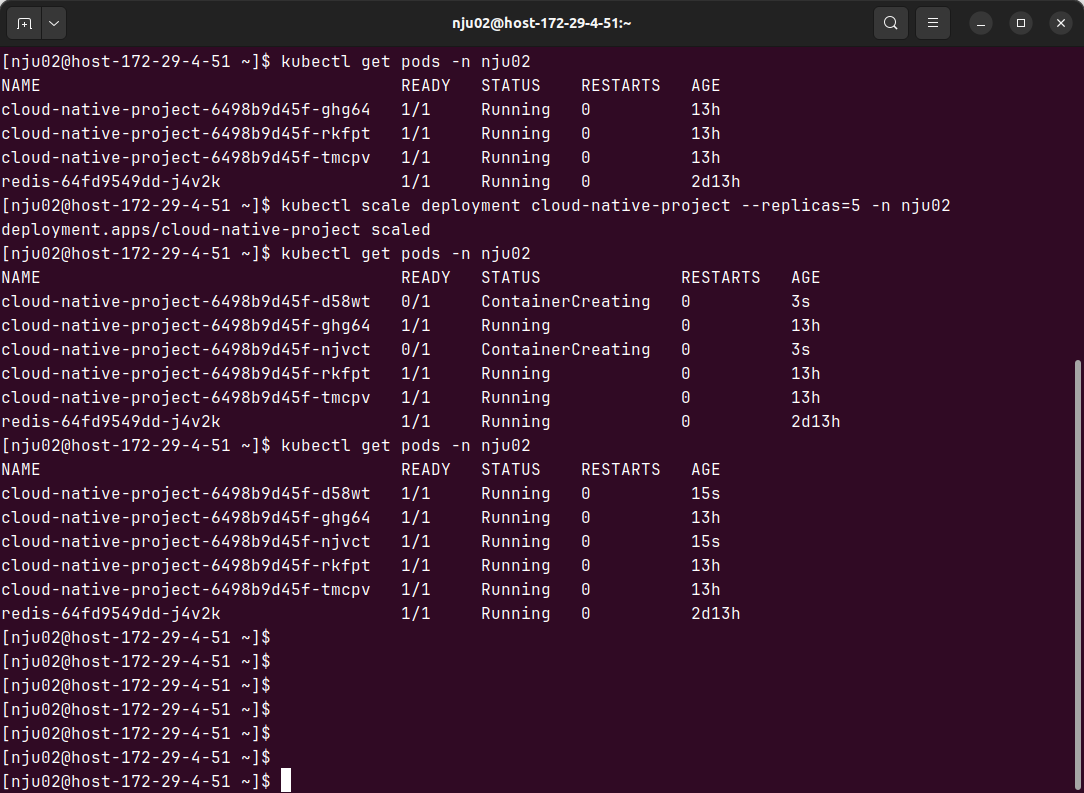 nju02@host-172-29-4-51:~
[nju02@host-172-29-4-51 ~]$ kubectl get pods -n nju02
NAME                                    READY   STATUS    RESTARTS   AGE
cloud-native-project-6498b9d45f-ghg64   1/1     Running   0          13h
cloud-native-project-6498b9d45f-rkfpt   1/1     Running   0          13h
cloud-native-project-6498b9d45f-tmcpv   1/1     Running   0          13h
redis-64fd9549dd-j4v2k                  1/1     Running   0          2d13h
[nju02@host-172-29-4-51 ~]$ kubectl scale deployment cloud-native-project --replicas=5 -n nju02
deployment.apps/cloud-native-project scaled
[nju02@host-172-29-4-51 ~]$ kubectl get pods -n nju02
NAME                                    READY   STATUS              RESTARTS   AGE
cloud-native-project-6498b9d45f-d58wt   0/1     ContainerCreating   0          3s
cloud-native-project-6498b9d45f-ghg64   1/1     Running             0          13h
cloud-native-project-6498b9d45f-njvct   0/1     ContainerCreating   0          3s
cloud-native-project-6498b9d45f-rkfpt   1/1     Running             0          13h
cloud-native-project-6498b9d45f-tmcpv   1/1     Running             0          13h
redis-64fd9549dd-j4v2k                  1/1     Running             0          2d13h
[nju02@host-172-29-4-51 ~]$ kubectl get pods -n nju02
NAME                                    READY   STATUS    RESTARTS   AGE
cloud-native-project-6498b9d45f-d58wt   1/1     Running   0          15s
cloud-native-project-6498b9d45f-ghg64   1/1     Running   0          13h
cloud-native-project-6498b9d45f-njvct   1/1     Running   0          15s
cloud-native-project-6498b9d45f-rkfpt   1/1     Running   0          13h
cloud-native-project-6498b9d45f-tmcpv   1/1     Running   0          13h
redis-64fd9549dd-j4v2k                  1/1     Running   0          2d13h
[nju02@host-172-29-4-51 ~]$
[nju02@host-172-29-4-51 ~]$
[nju02@host-172-29-4-51 ~]$
[nju02@host-172-29-4-51 ~]$
[nju02@host-172-29-4-51 ~]$
[nju02@host-172-29-4-51 ~]$
[nju02@host-172-29-4-51 ~]$